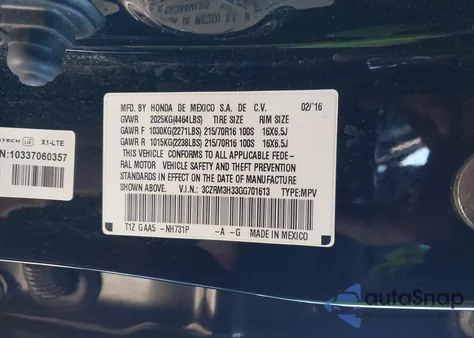 MFD. BY HONDA DE MEXICO S.A. DE C.V. 02/'16
GVWR 2025KG(4464LBS) TIRE SIZE RIM SIZE
GAWR F 1030KG(2271LBS) 215/70R16 100S 16X6.5J
GAWR R 1015KG(2238LBS) 215/70R16 100S 16X6.5J
THIS VEHICLE CONFORMS TO ALL APPLICABLE FEDE-
RAL MOTOR VEHICLE SAFETY AND THEFT
PREVENTION STANDARDS IN EFFECT ON THE DATE OF MANUFACTURE
SHOWN ABOVE. V.I.N.: 3CZRM3H33GG701613 TYPE:MPV
T1Z GAA5 -NH731P -A -G MADE IN MEXICO
X1-LTE
N:10337060357
autoSnap